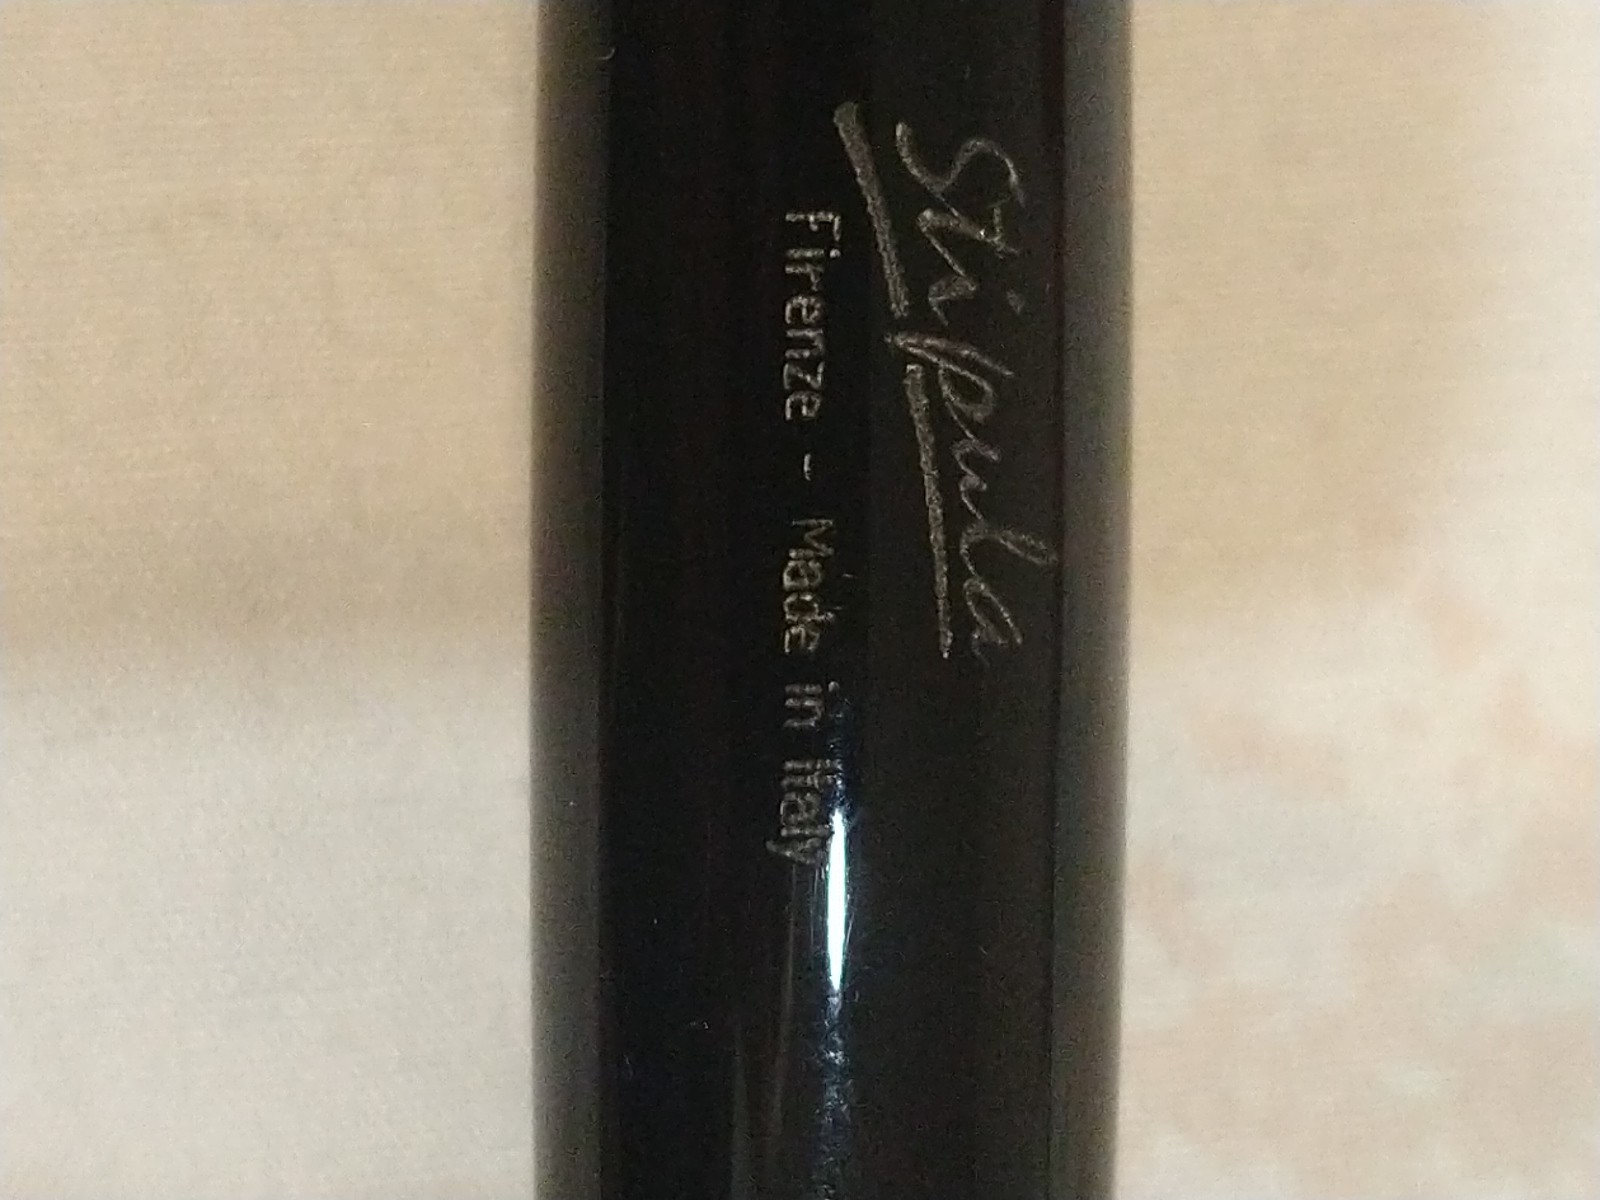 Stipula
Firenze - Made in Italy